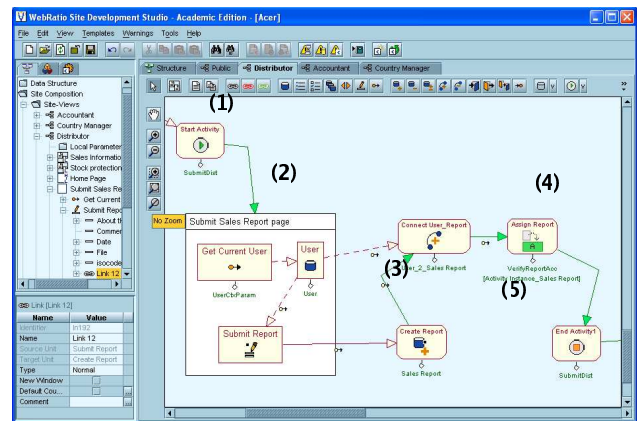 WebRatio Site Development Studio - Academic Edition - [Acer]
File Edit View Templates Warnings Tools Help
Structure Public Distributor Accountant Country Manager
Data Structure
Site Composition
Site-Views
Accountant
Country Manager
Distributor
Local Parameter
Sales Informatio
Stock protection
Home Page
Submit Sales Re
Get Current
Submit Repo
About th
Commer
Date
File
isocode
Link 12
Link [Link 12]
Name Value
Identifier ln192
Name Link 12
Source Unit Submit Report
Target Unit Create Report
Type Normal
New Window
Default Cou...
Comment
(1)
Start Activity
SubmitDist
(2)
No Zoom
Submit Sales Report page
Get Current User
UserCtxParam
User
User
Submit Report
(3)
Connect User_Report
User_2_Sales Report
Create Report
Sales Report
(4)
Assign Report
VerifyReportAcc
[Activity Instance_Sales Report]
(5)
End Activity1
SubmitDist